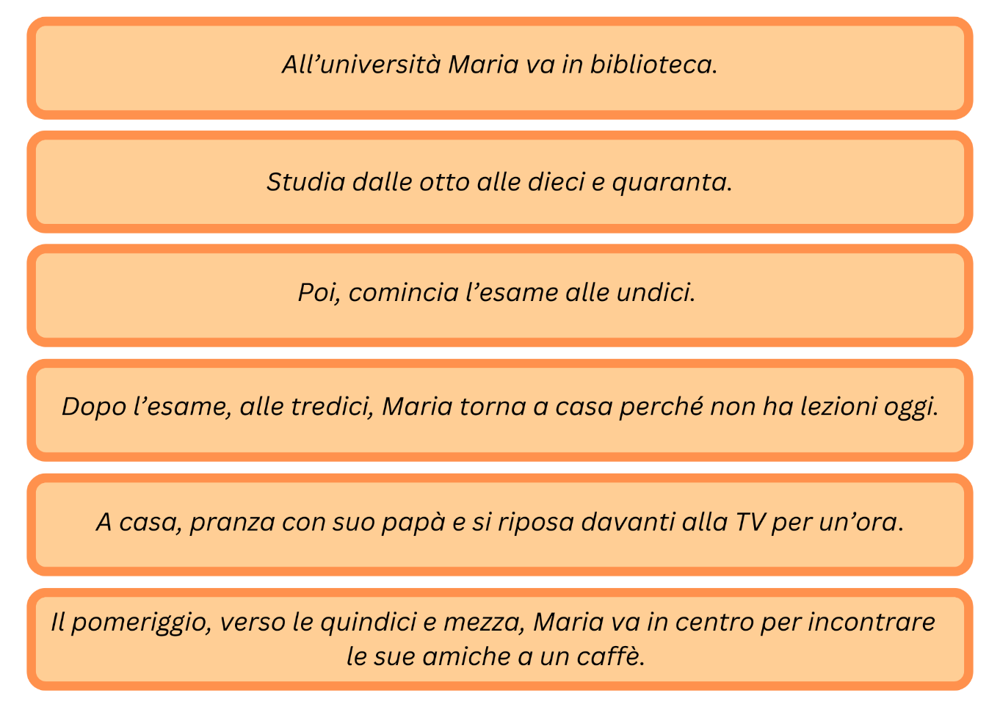 All’università Maria va in biblioteca.
Studia dalle otto alle dieci e quaranta.
Poi, comincia l’esame alle undici.
Dopo l’esame, alle tredici, Maria torna a casa perché non ha lezioni oggi.
A casa, pranza con suo papà e si riposa davanti alla TV per un’ora.
Il pomeriggio, verso le quindici e mezza, Maria va in centro per incontrare
le sue amiche a un caffè.